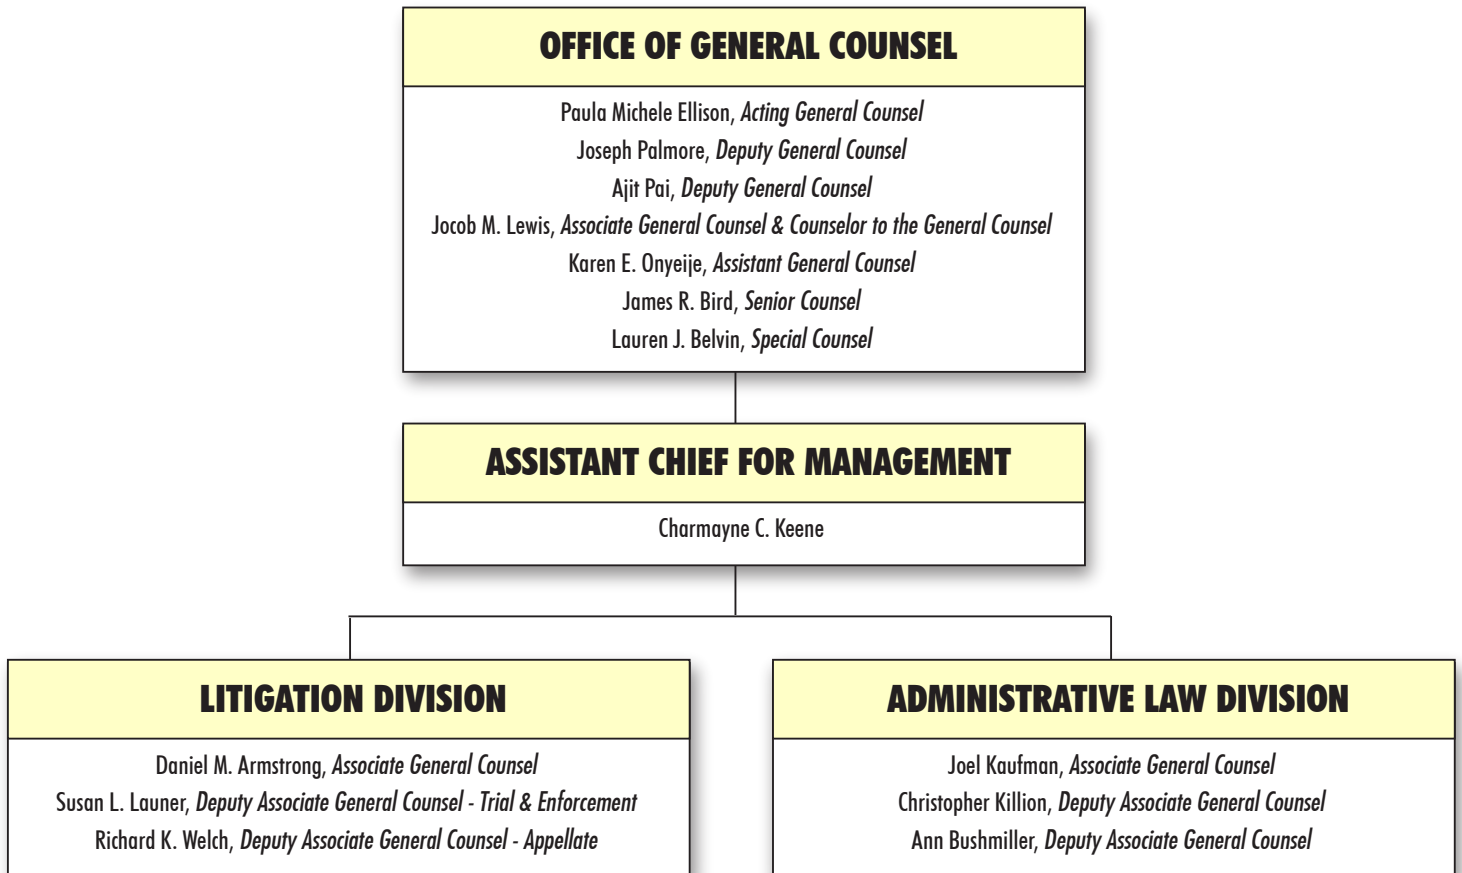 OFFICE OF GENERAL COUNSEL
Paula Michele Ellison, Acting General Counsel
Joseph Palmore, Deputy General Counsel
Ajit Pai, Deputy General Counsel
Jocob M. Lewis, Associate General Counsel & Counselor to the General Counsel
Karen E. Onyeije, Assistant General Counsel
James R. Bird, Senior Counsel
Lauren J. Belvin, Special Counsel
ASSISTANT CHIEF FOR MANAGEMENT
Charmayne C. Keene
LITIGATION DIVISION
Daniel M. Armstrong, Associate General Counsel
Susan L. Launer, Deputy Associate General Counsel - Trial & Enforcement
Richard K. Welch, Deputy Associate General Counsel - Appellate
ADMINISTRATIVE LAW DIVISION
Joel Kaufman, Associate General Counsel
Christopher Killion, Deputy Associate General Counsel
Ann Bushmiller, Deputy Associate General Counsel